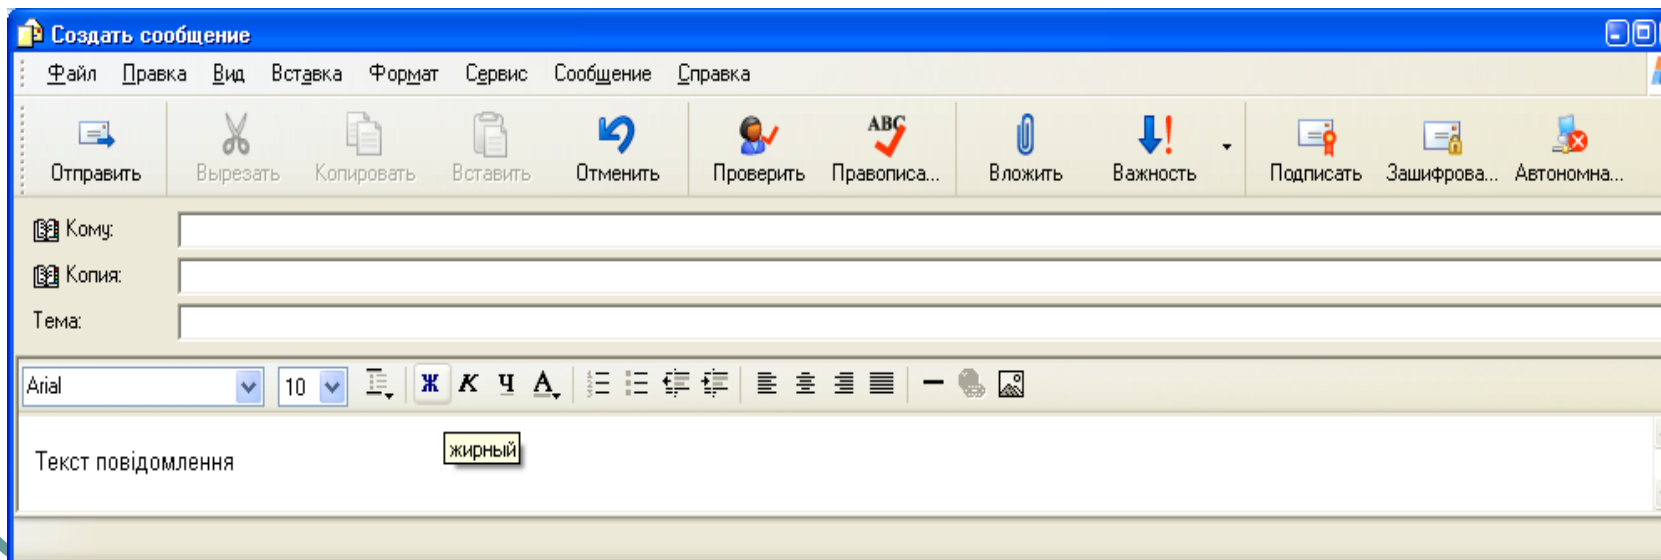 Создать сообщение
Файл Правка Вид Вставка Формат Сервис Сообщение Справка
ABC
Отправить Вырезать Копировать Вставить Отменить Проверить Правописа... Вложить Важность Подписать Зашифрова... Автономна...
Кому:
Копия:
Тема:
Arial 10 Ж К Ч А
жирный
Текст повідомлення